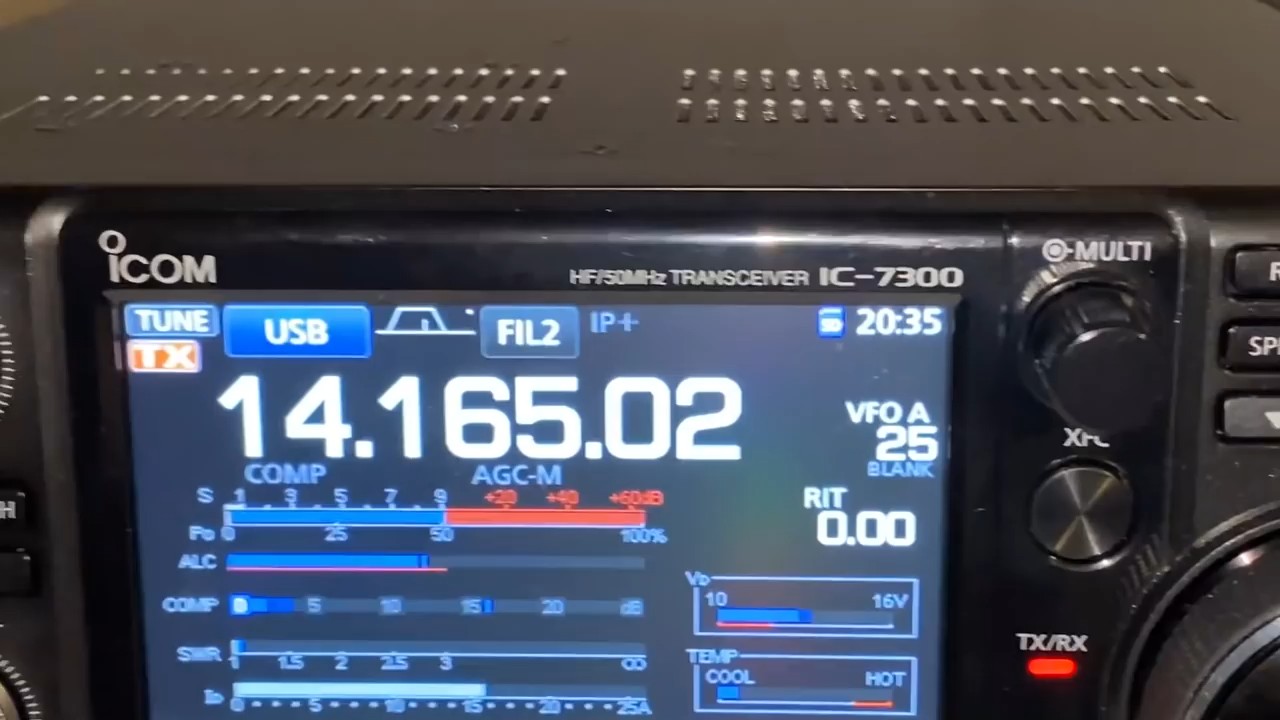 ICOM
MULTI
HF/50MHz TRANSCEIVER IC-7300
TUNE USB FIL2 IP+ 20:35
TX
14.165.02
VFO A
25
BLANK
COMP AGC-M
S 1 3 5 7 9 +20 +40 +60dB
Po 0 25 50 100%
RIT
0.00
ALC
COMP 0 5 10 15 20 dB
SWR 1 1.5 2 2.5 3 ∞
ID 0 5 10 15 20 25A
VD
10 16V
TEMP
COOL HOT
XFC
TX/RX
H
R